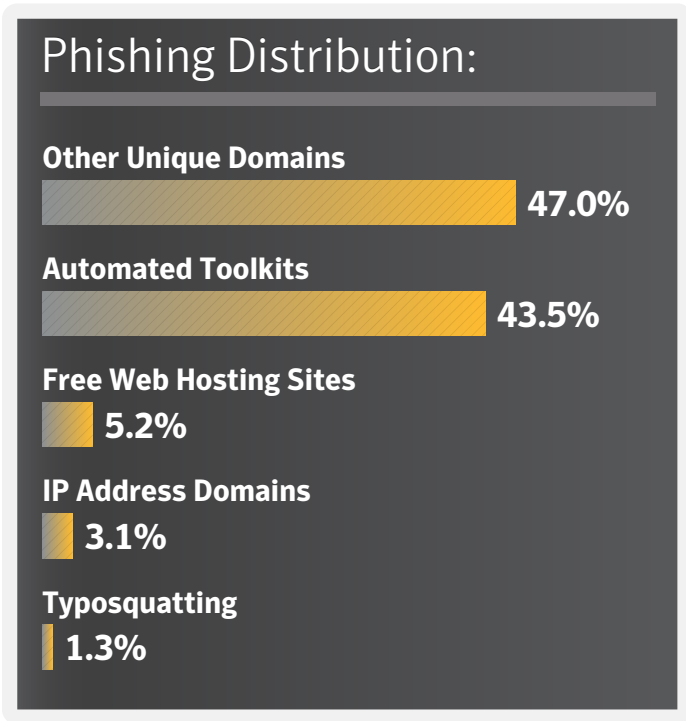 Phishing Distribution:
Other Unique Domains
47.0%
Automated Toolkits
43.5%
Free Web Hosting Sites
5.2%
IP Address Domains
3.1%
Typosquatting
1.3%